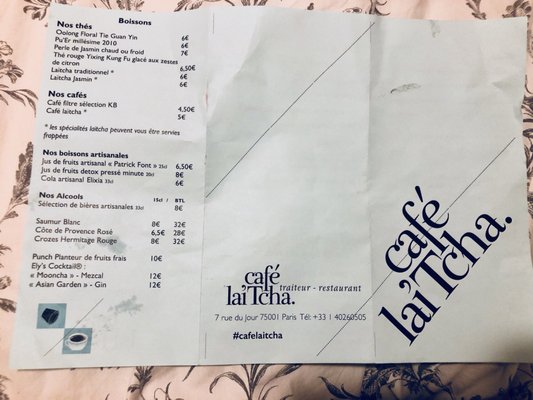 Boissons
Nos thés
Oolong Floral Tie Guan Yin 6€
Pu'Er millésime 2010 6€
Perle de Jasmin chaud ou froid 7€
Thé rouge Yixing Kung Fu glacé aux zestes
de citron 6,50€
Laitcha traditionnel * 6€
Laitcha Jasmin * 6€
Nos cafés
Café filtre sélection KB 4,50€
Café laitcha * 5€
* les spécialités laitcha peuvent vous être servies
frappées
Nos boissons artisanales
Jus de fruits artisanal « Patrick Font » 25cl 6,50€
Jus de fruits detox pressé minute 30cl 8€
Cola artisanal Elixia 33cl 6€
Nos Alcools 15cl / BTL
Sélection de bières artisanales 33cl 8€
Saumur Blanc 8€ 32€
Côte de Provence Rosé 6,5€ 28€
Crozes Hermitage Rouge 8€ 32€
Punch Planteur de fruits frais 10€
Ely's Cocktail® :
« Mooncha » - Mezcal 12€
« Asian Garden » - Gin 12€
café
lai'Tcha.
traiteur - restaurant
7 rue du Jour 75001 Paris Tél: +33 1 40260505
#cafelaitcha
café
lai'Tcha.